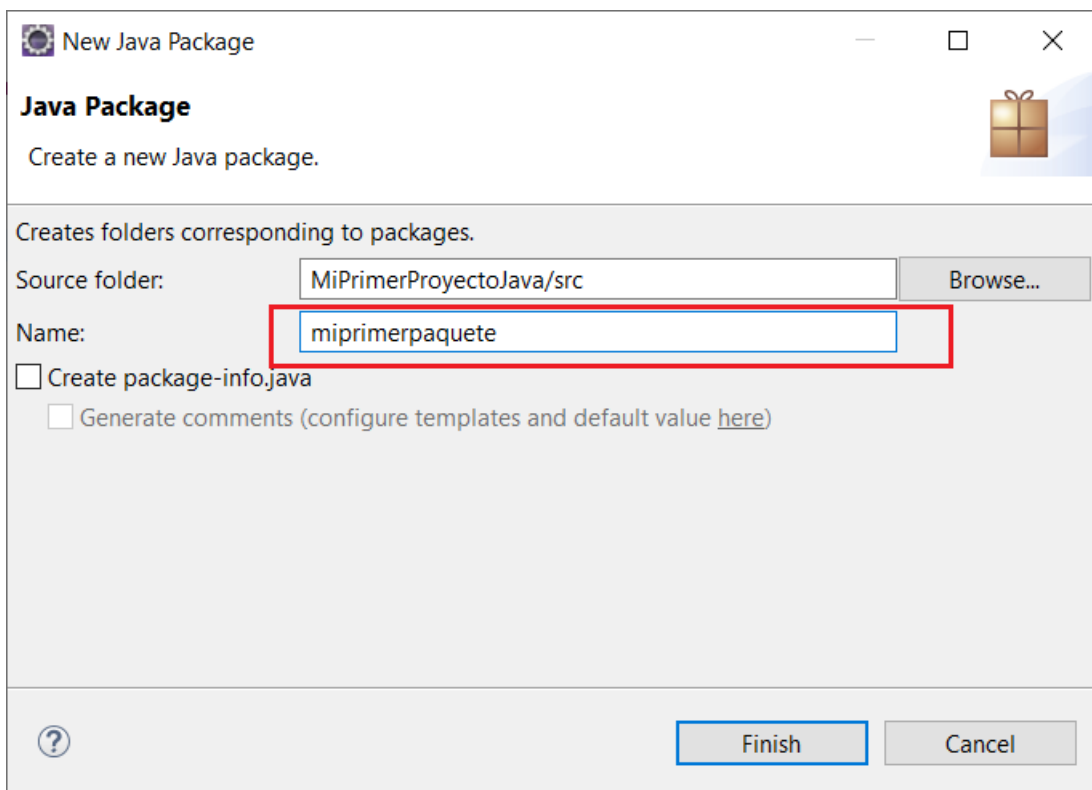 New Java Package
Java Package
Create a new Java package.
Creates folders corresponding to packages.
Source folder: MiPrimerProyectoJava/src Browse...
Name: miprimerpaquete
Create package-info.java
Generate comments (configure templates and default value here)
? Finish Cancel